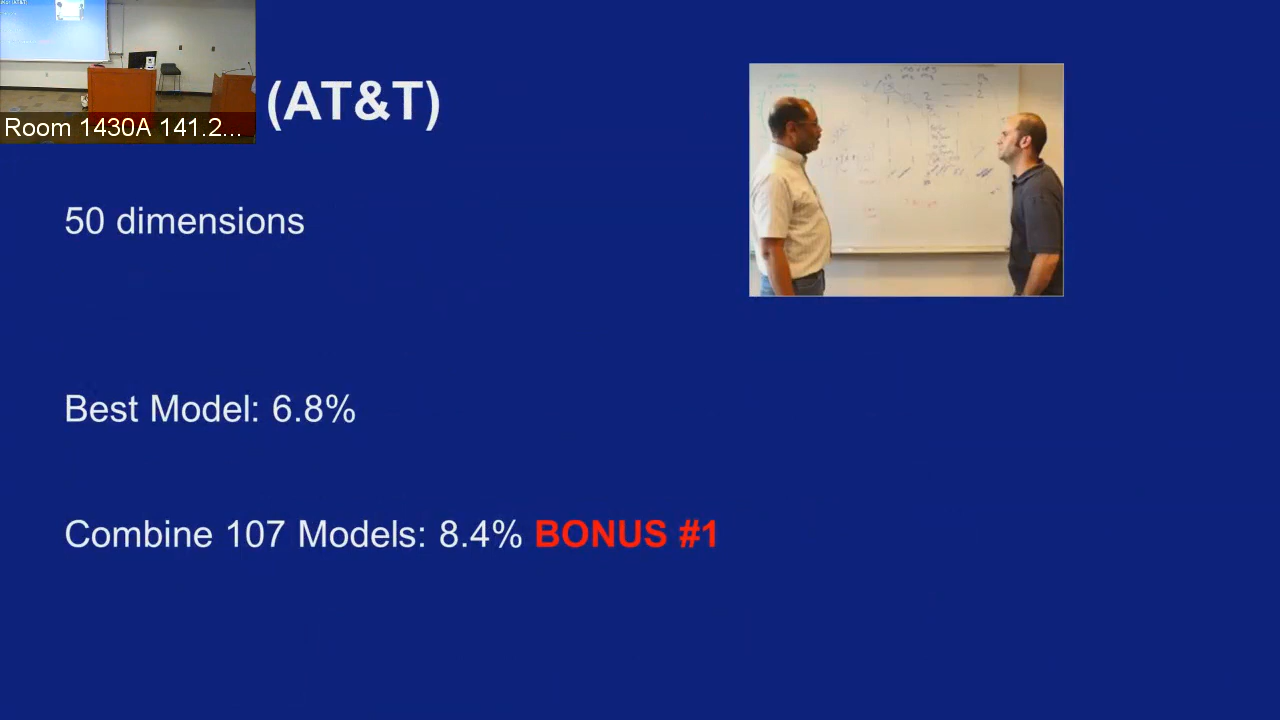 Room 1430A 141.2...
(AT&T)
50 dimensions
Best Model: 6.8%
Combine 107 Models: 8.4% BONUS #1